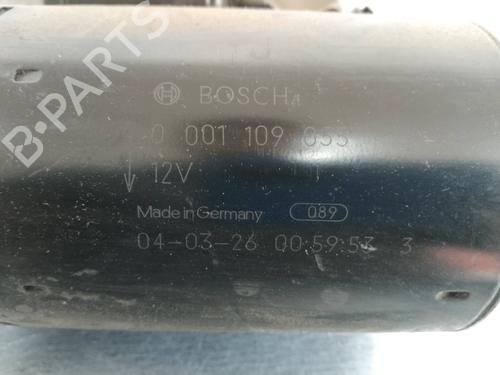 BOSCH
0 001 109 055
12V
Made in Germany 089
04-03-26 00:59:53 3
B-PARTS